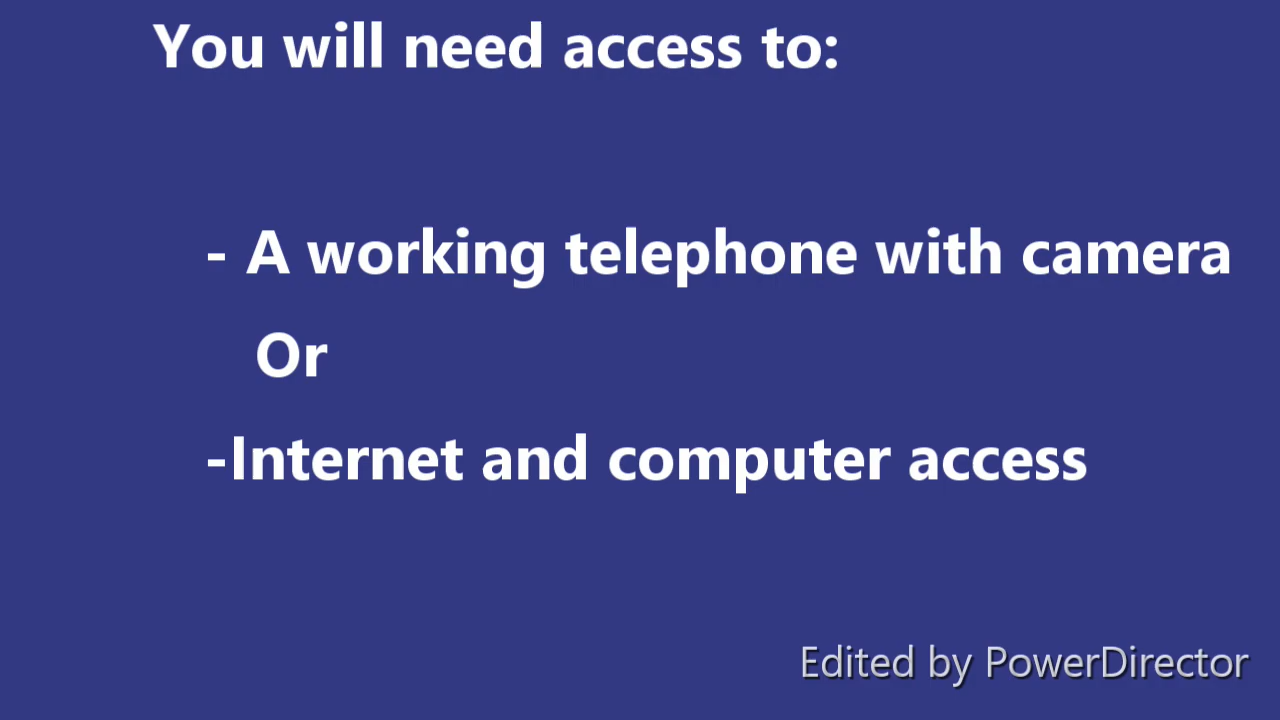 You will need access to:
- A working telephone with camera
Or
-Internet and computer access
Edited by PowerDirector